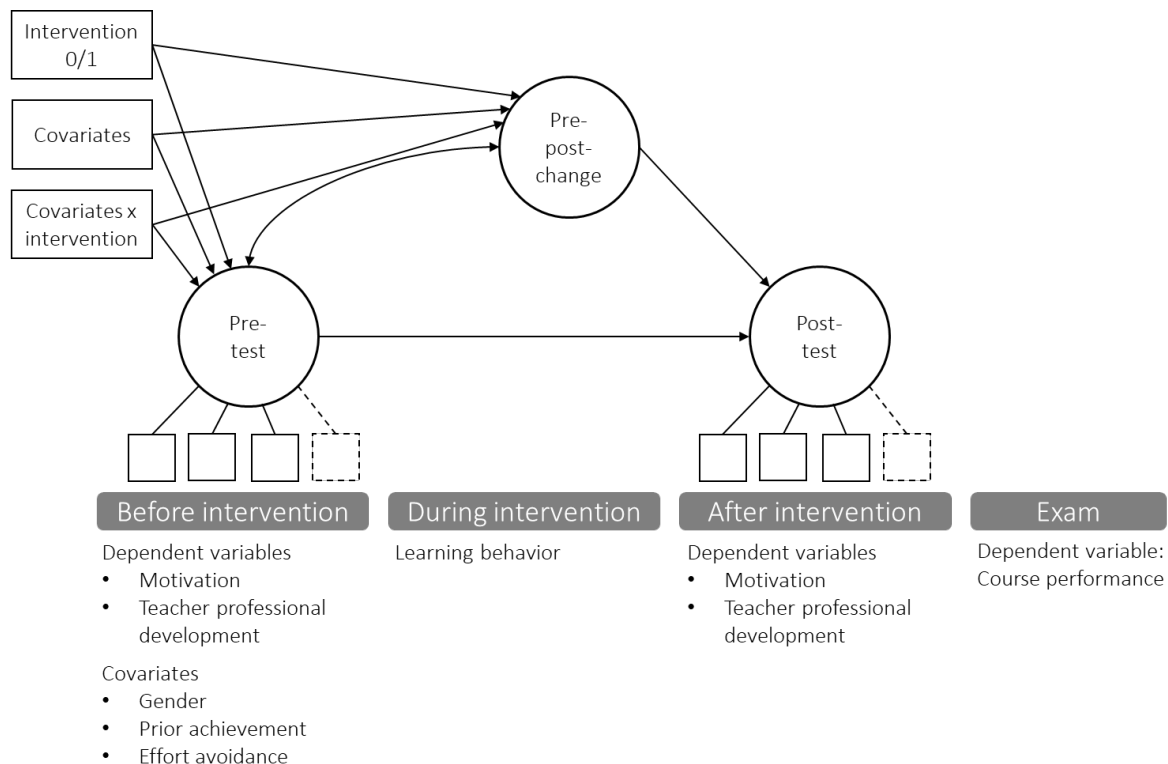 Intervention
0/1
Covariates
Covariates x
intervention
Pre-
post-
change
Pre-
test
Post-
test
Before intervention
During intervention
After intervention
Exam
Dependent variables
• Motivation
• Teacher professional
development
Covariates
• Gender
• Prior achievement
• Effort avoidance
Learning behavior
Dependent variables
• Motivation
• Teacher professional
development
Dependent variable:
Course performance